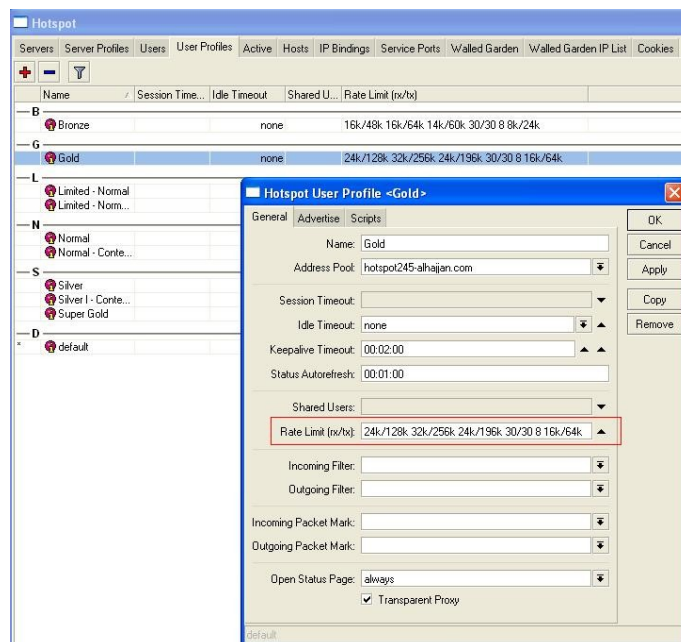 Hotspot
Servers Server Profiles Users User Profiles Active Hosts IP Bindings Service Ports Walled Garden Walled Garden IP List Cookies
Name Session Time... Idle Timeout Shared U... Rate Limit (rx/tx)
B
Bronze none 16k/48k 16k/64k 14k/60k 30/30 8 8k/24k
G
Gold none 24k/128k 32k/256k 24k/196k 30/30 8 16k/64k
L
Limited - Normal
Limited - Norm...
N
Normal
Normal - Conte...
S
Silver
Silver I - Conte...
Super Gold
D
* default
Hotspot User Profile <Gold>
General Advertise Scripts
Name: Gold
Address Pool: hotspot245-alhajjan.com
Session Timeout:
Idle Timeout: none
Keepalive Timeout: 00:02:00
Status Autorefresh: 00:01:00
Shared Users:
Rate Limit (rx/tx): 24k/128k 32k/256k 24k/196k 30/30 8 16k/64k
Incoming Filter:
Outgoing Filter:
Incoming Packet Mark:
Outgoing Packet Mark:
Open Status Page: always
Transparent Proxy
default
OK
Cancel
Apply
Copy
Remove